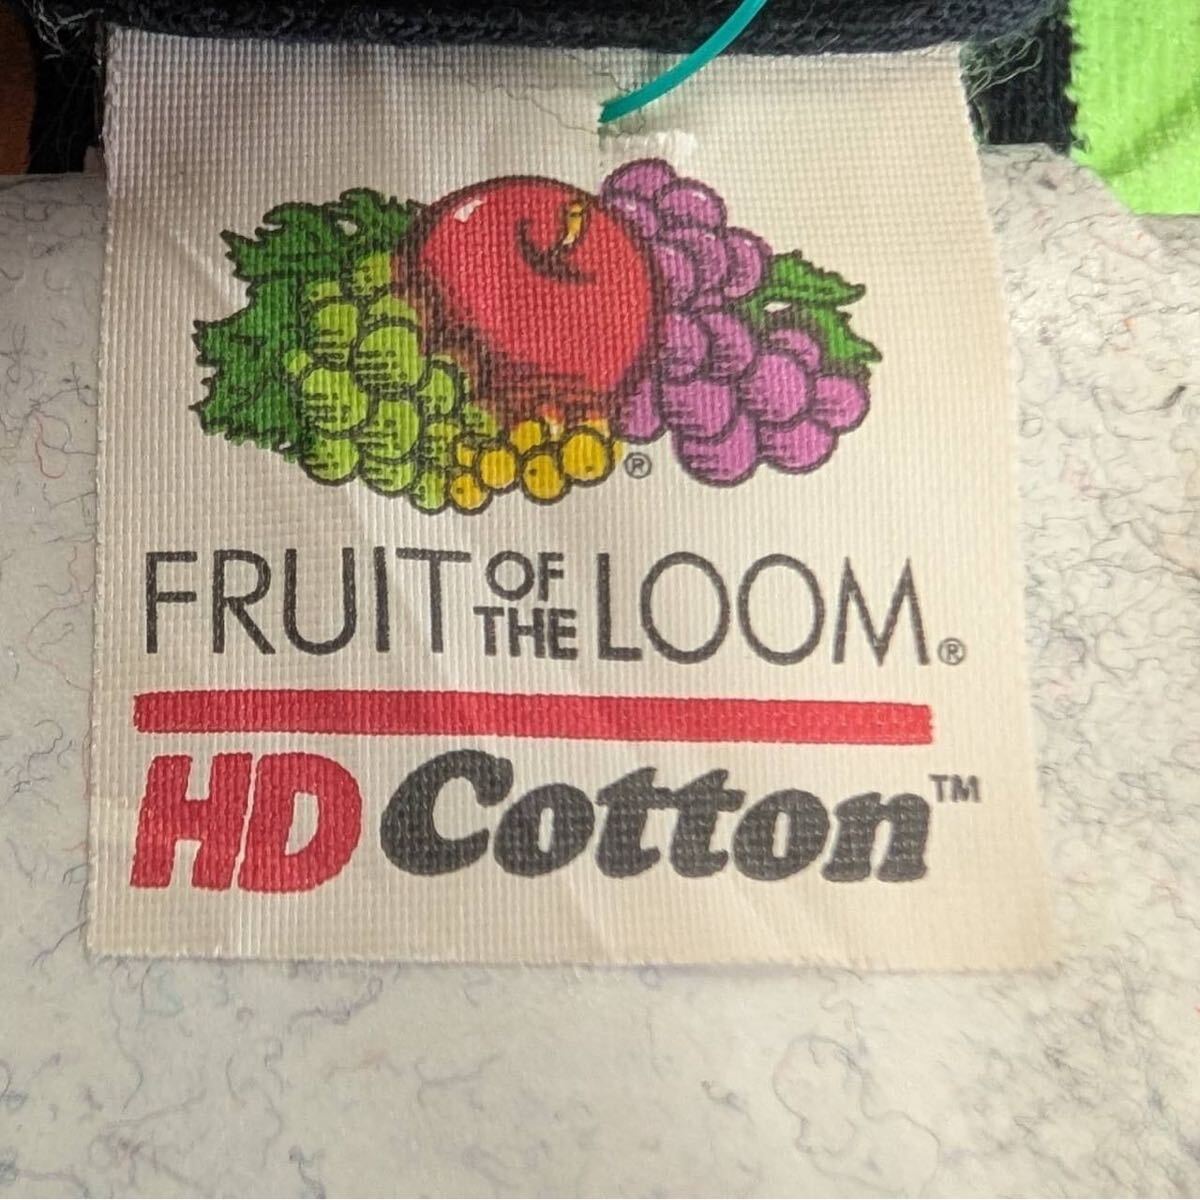 ®
FRUIT OF THE LOOM®
HD Cotton™